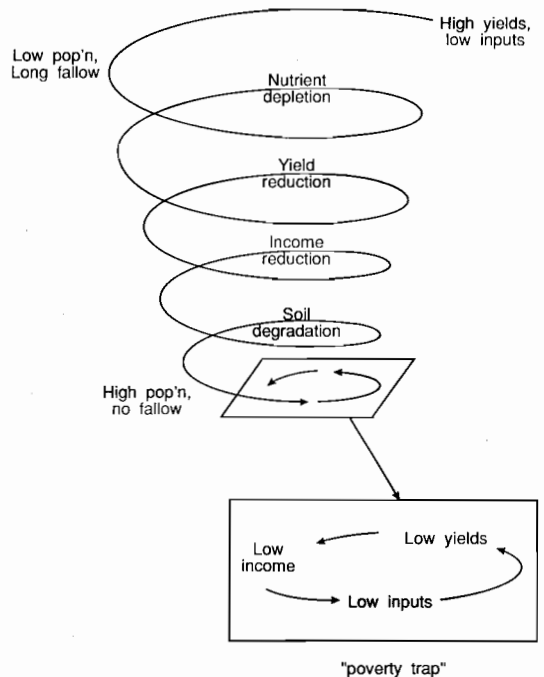 High yields,
low inputs
Low pop'n,
Long fallow
Nutrient
depletion
Yield
reduction
Income
reduction
Soil
degradation
High pop'n,
no fallow
Low yields
Low
income
Low inputs
"poverty trap"